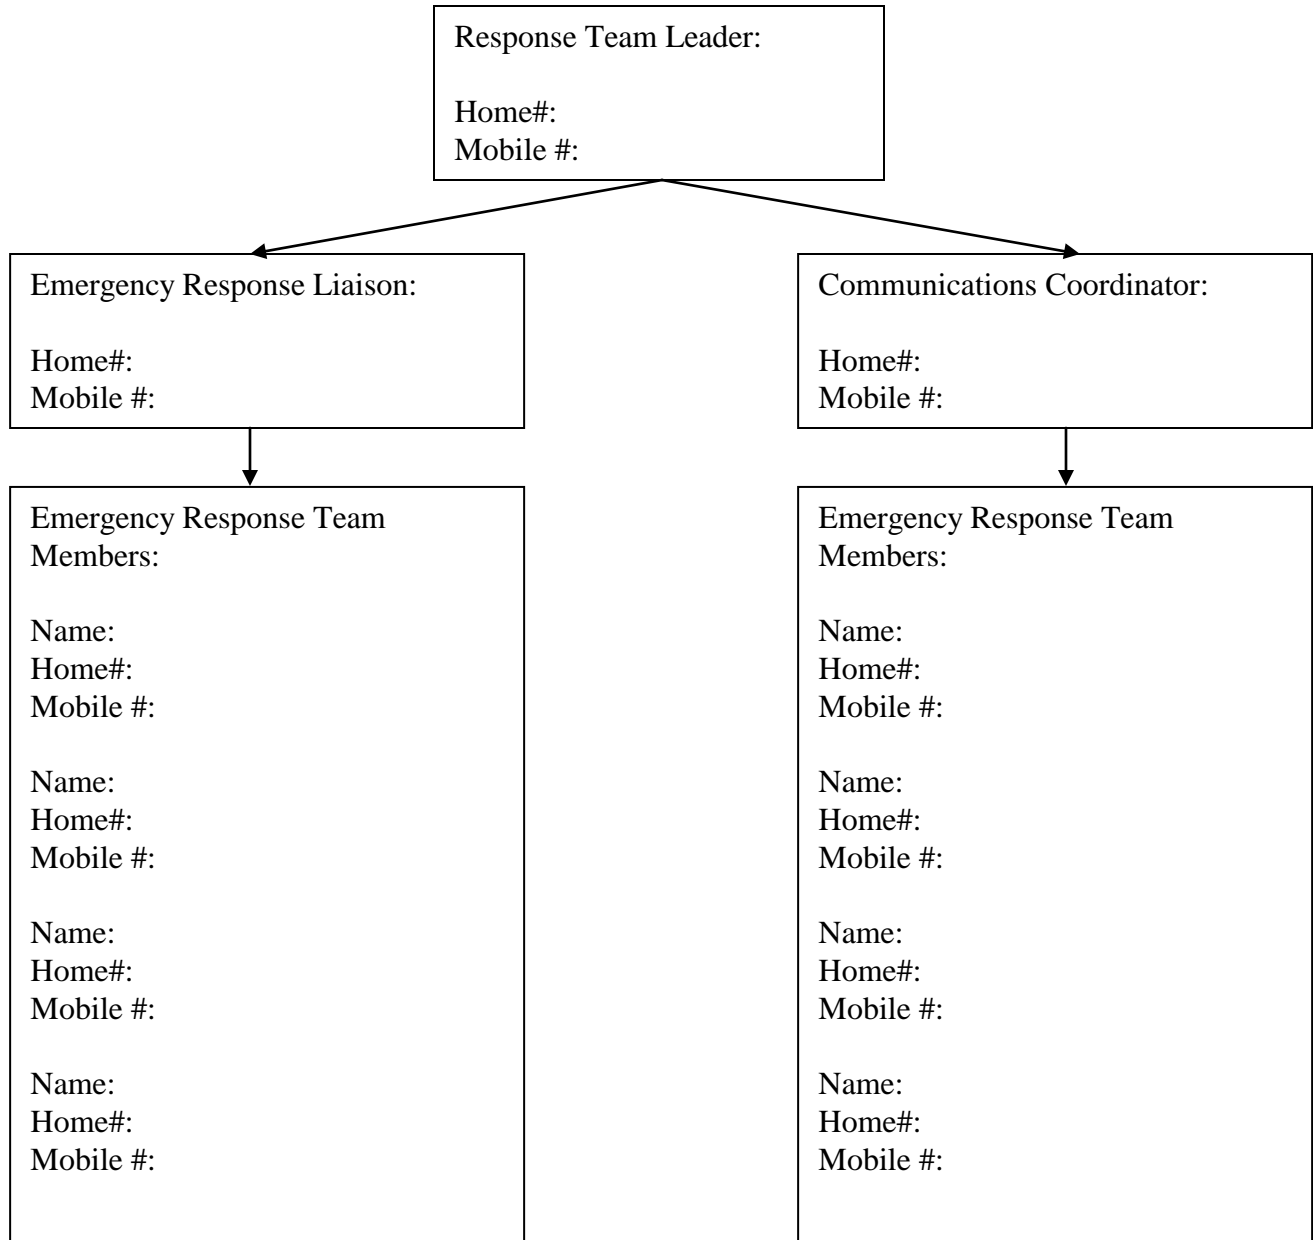 Response Team Leader:
Home#:
Mobile #:
Emergency Response Liaison:
Home#:
Mobile #:
Communications Coordinator:
Home#:
Mobile #:
Emergency Response Team
Members:
Name:
Home#:
Mobile #:
Name:
Home#:
Mobile #:
Name:
Home#:
Mobile #:
Name:
Home#:
Mobile #:
Emergency Response Team
Members:
Name:
Home#:
Mobile #:
Name:
Home#:
Mobile #:
Name:
Home#:
Mobile #:
Name:
Home#:
Mobile #: